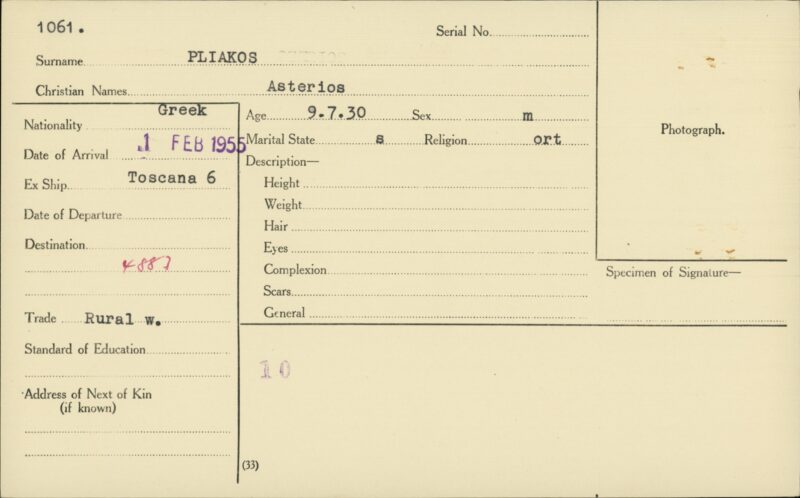 1061.
Serial No.
Surname PLIAKOS
Christian Names Asterios
Nationality Greek
Date of Arrival 1 FEB 1955
Ex Ship Toscana 6
Date of Departure
Destination
4887
Trade Rural w.
Standard of Education
Address of Next of Kin
(if known)
Age 9.7.30 Sex m
Marital State s Religion ort
Description—
Height
Weight
Hair
Eyes
Complexion
Scars
General
10
(33)
Photograph.
Specimen of Signature—